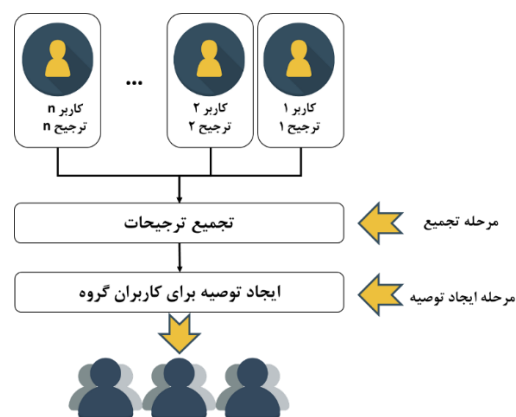 کاربر ۱
ترجیح ۱
کاربر ۲
ترجیح ۲
...
کاربر n
ترجیح n
تجمیع ترجیحات
مرحله تجمیع
ایجاد توصیه برای کاربران گروه
مرحله ایجاد توصیه